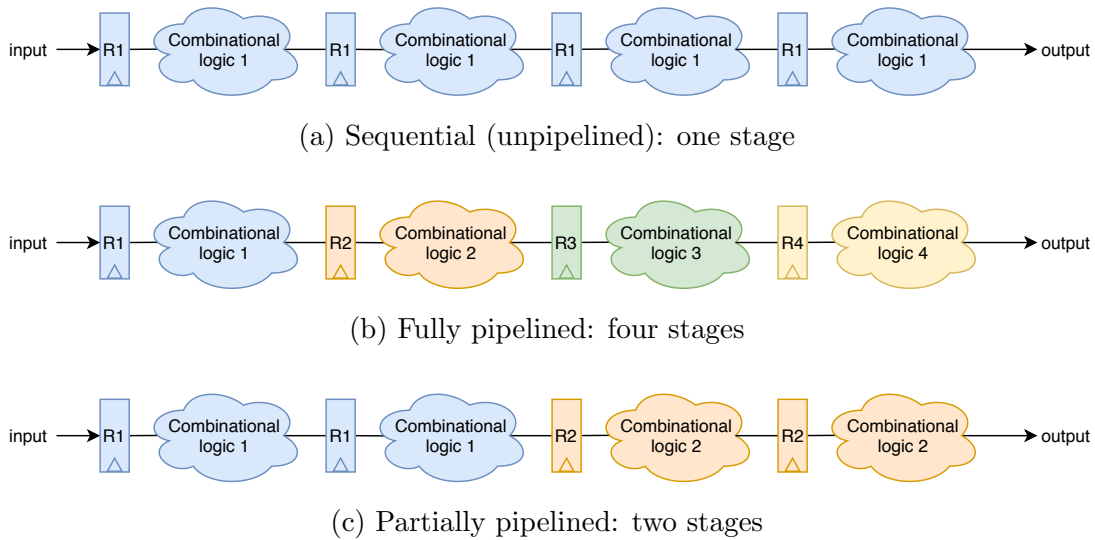 input R1 Combinational logic 1 R1 Combinational logic 1 R1 Combinational logic 1 R1 Combinational logic 1 output
(a) Sequential (unpipelined): one stage
input R1 Combinational logic 1 R2 Combinational logic 2 R3 Combinational logic 3 R4 Combinational logic 4 output
(b) Fully pipelined: four stages
input R1 Combinational logic 1 R1 Combinational logic 1 R2 Combinational logic 2 R2 Combinational logic 2 output
(c) Partially pipelined: two stages